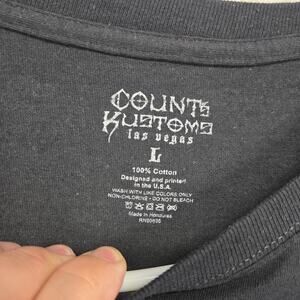 COUNT'S
KUSTOMS
las vegas
L
100% Cotton
Designed and printed
in the U.S.A.
WASH WITH LIKE COLORS ONLY
NON-CHLORINE - DO NOT BLEACH
Made in Honduras